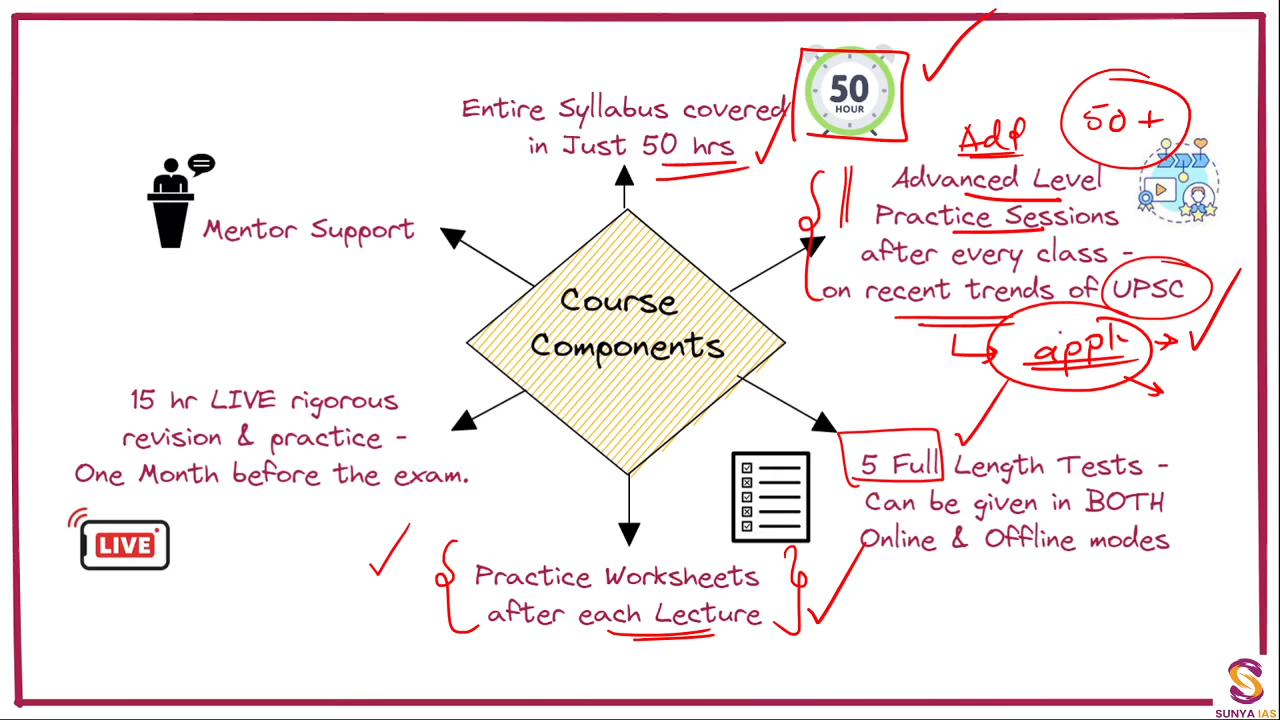 Entire Syllabus covered
in Just 50 hrs
50
HOUR
50+
AdP
Advanced Level
Practice Sessions
after every class -
on recent trends of UPSC
Mentor Support
Course
Components
15 hr LIVE rigorous
revision & practice -
One Month before the exam.
LIVE
5 Full Length Tests -
Can be given in BOTH
Online & Offline modes
Practice Worksheets
after each Lecture
SUNYA IAS